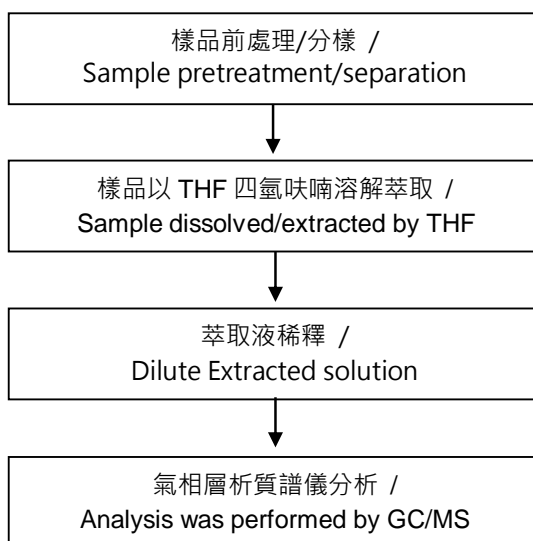 樣品前處理/分樣 /
Sample pretreatment/separation
樣品以 THF 四氫呋喃溶解萃取 /
Sample dissolved/extracted by THF
萃取液稀釋 /
Dilute Extracted solution
氣相層析質譜儀分析 /
Analysis was performed by GC/MS